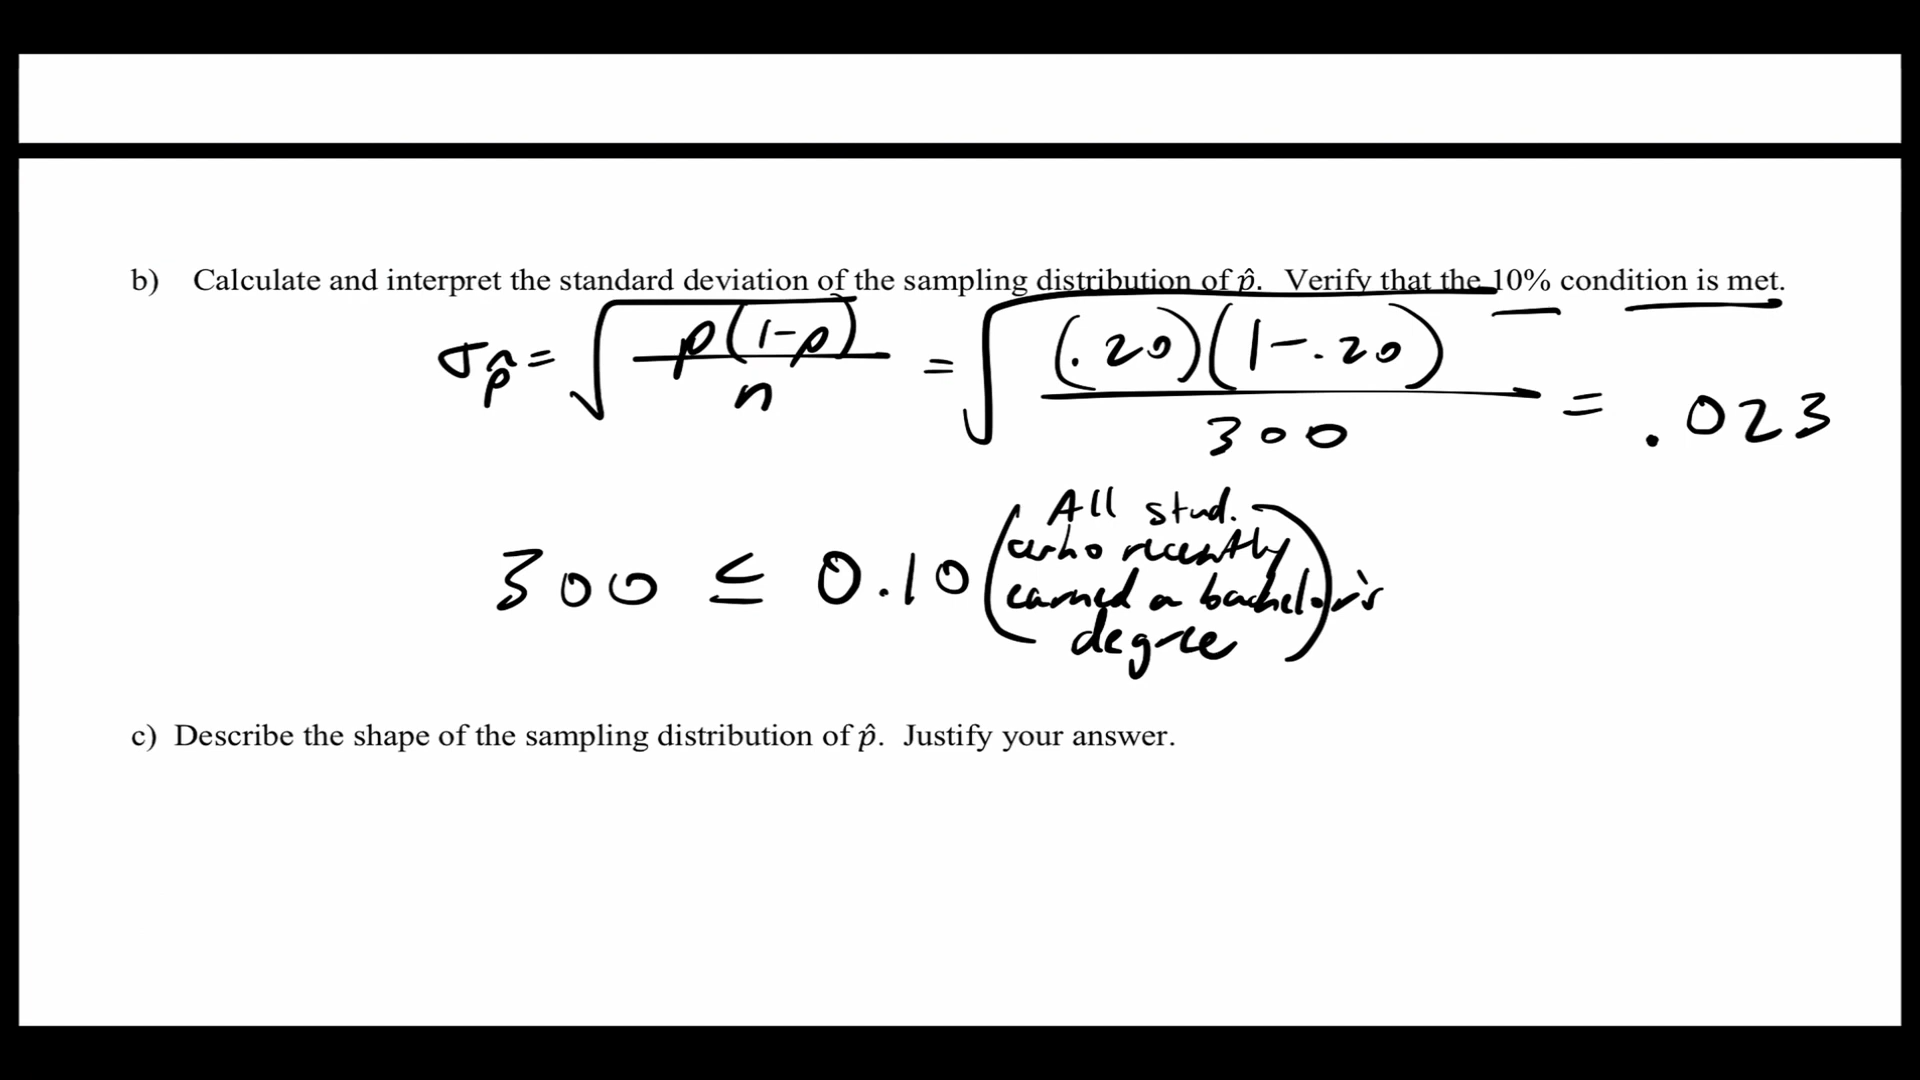 b) Calculate and interpret the standard deviation of the sampling distribution of p̂. Verify that the 10% condition is met.
σp̂ = √(p(1-p)/n) = √((.20)(1-.20)/300) = .023
300 ≤ 0.10 (All stud.
who recently
earned a bachelor's
degree)
c) Describe the shape of the sampling distribution of p̂. Justify your answer.